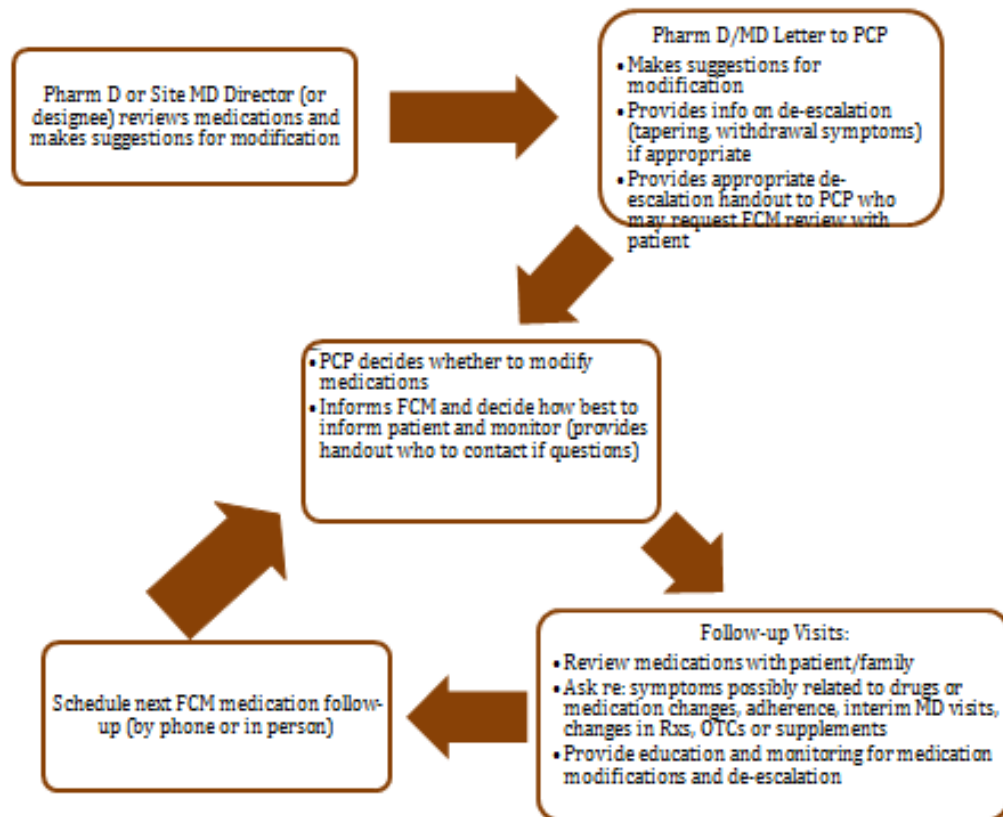 Pharm D or Site MD Director (or
designee) reviews medications and
makes suggestions for modification
Pharm D/MD Letter to PCP
•Makes suggestions for
modification
•Provides info on de-escalation
(tapering, withdrawal symptoms)
if appropriate
•Provides appropriate de-
escalation handout to PCP who
may request FCM review with
patient
•PCP decides whether to modify
medications
•Informs FCM and decide how best to
inform patient and monitor (provides
handout who to contact if questions)
Follow-up Visits:
•Review medications with patient/family
•Ask re: symptoms possibly related to drugs or
medication changes, adherence, interim MD visits,
changes in Rxs, OTCs or supplements
•Provide education and monitoring for medication
modifications and de-escalation
Schedule next FCM medication follow-
up (by phone or in person)